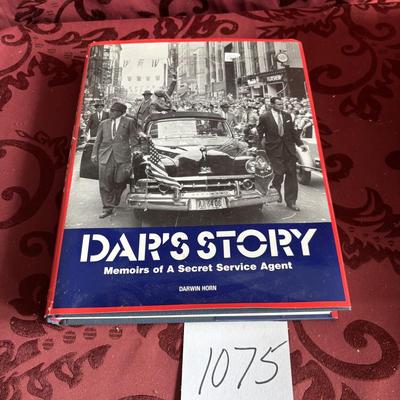 DAR'S STORY
Memoirs of A Secret Service Agent
DARWIN HORN
1075